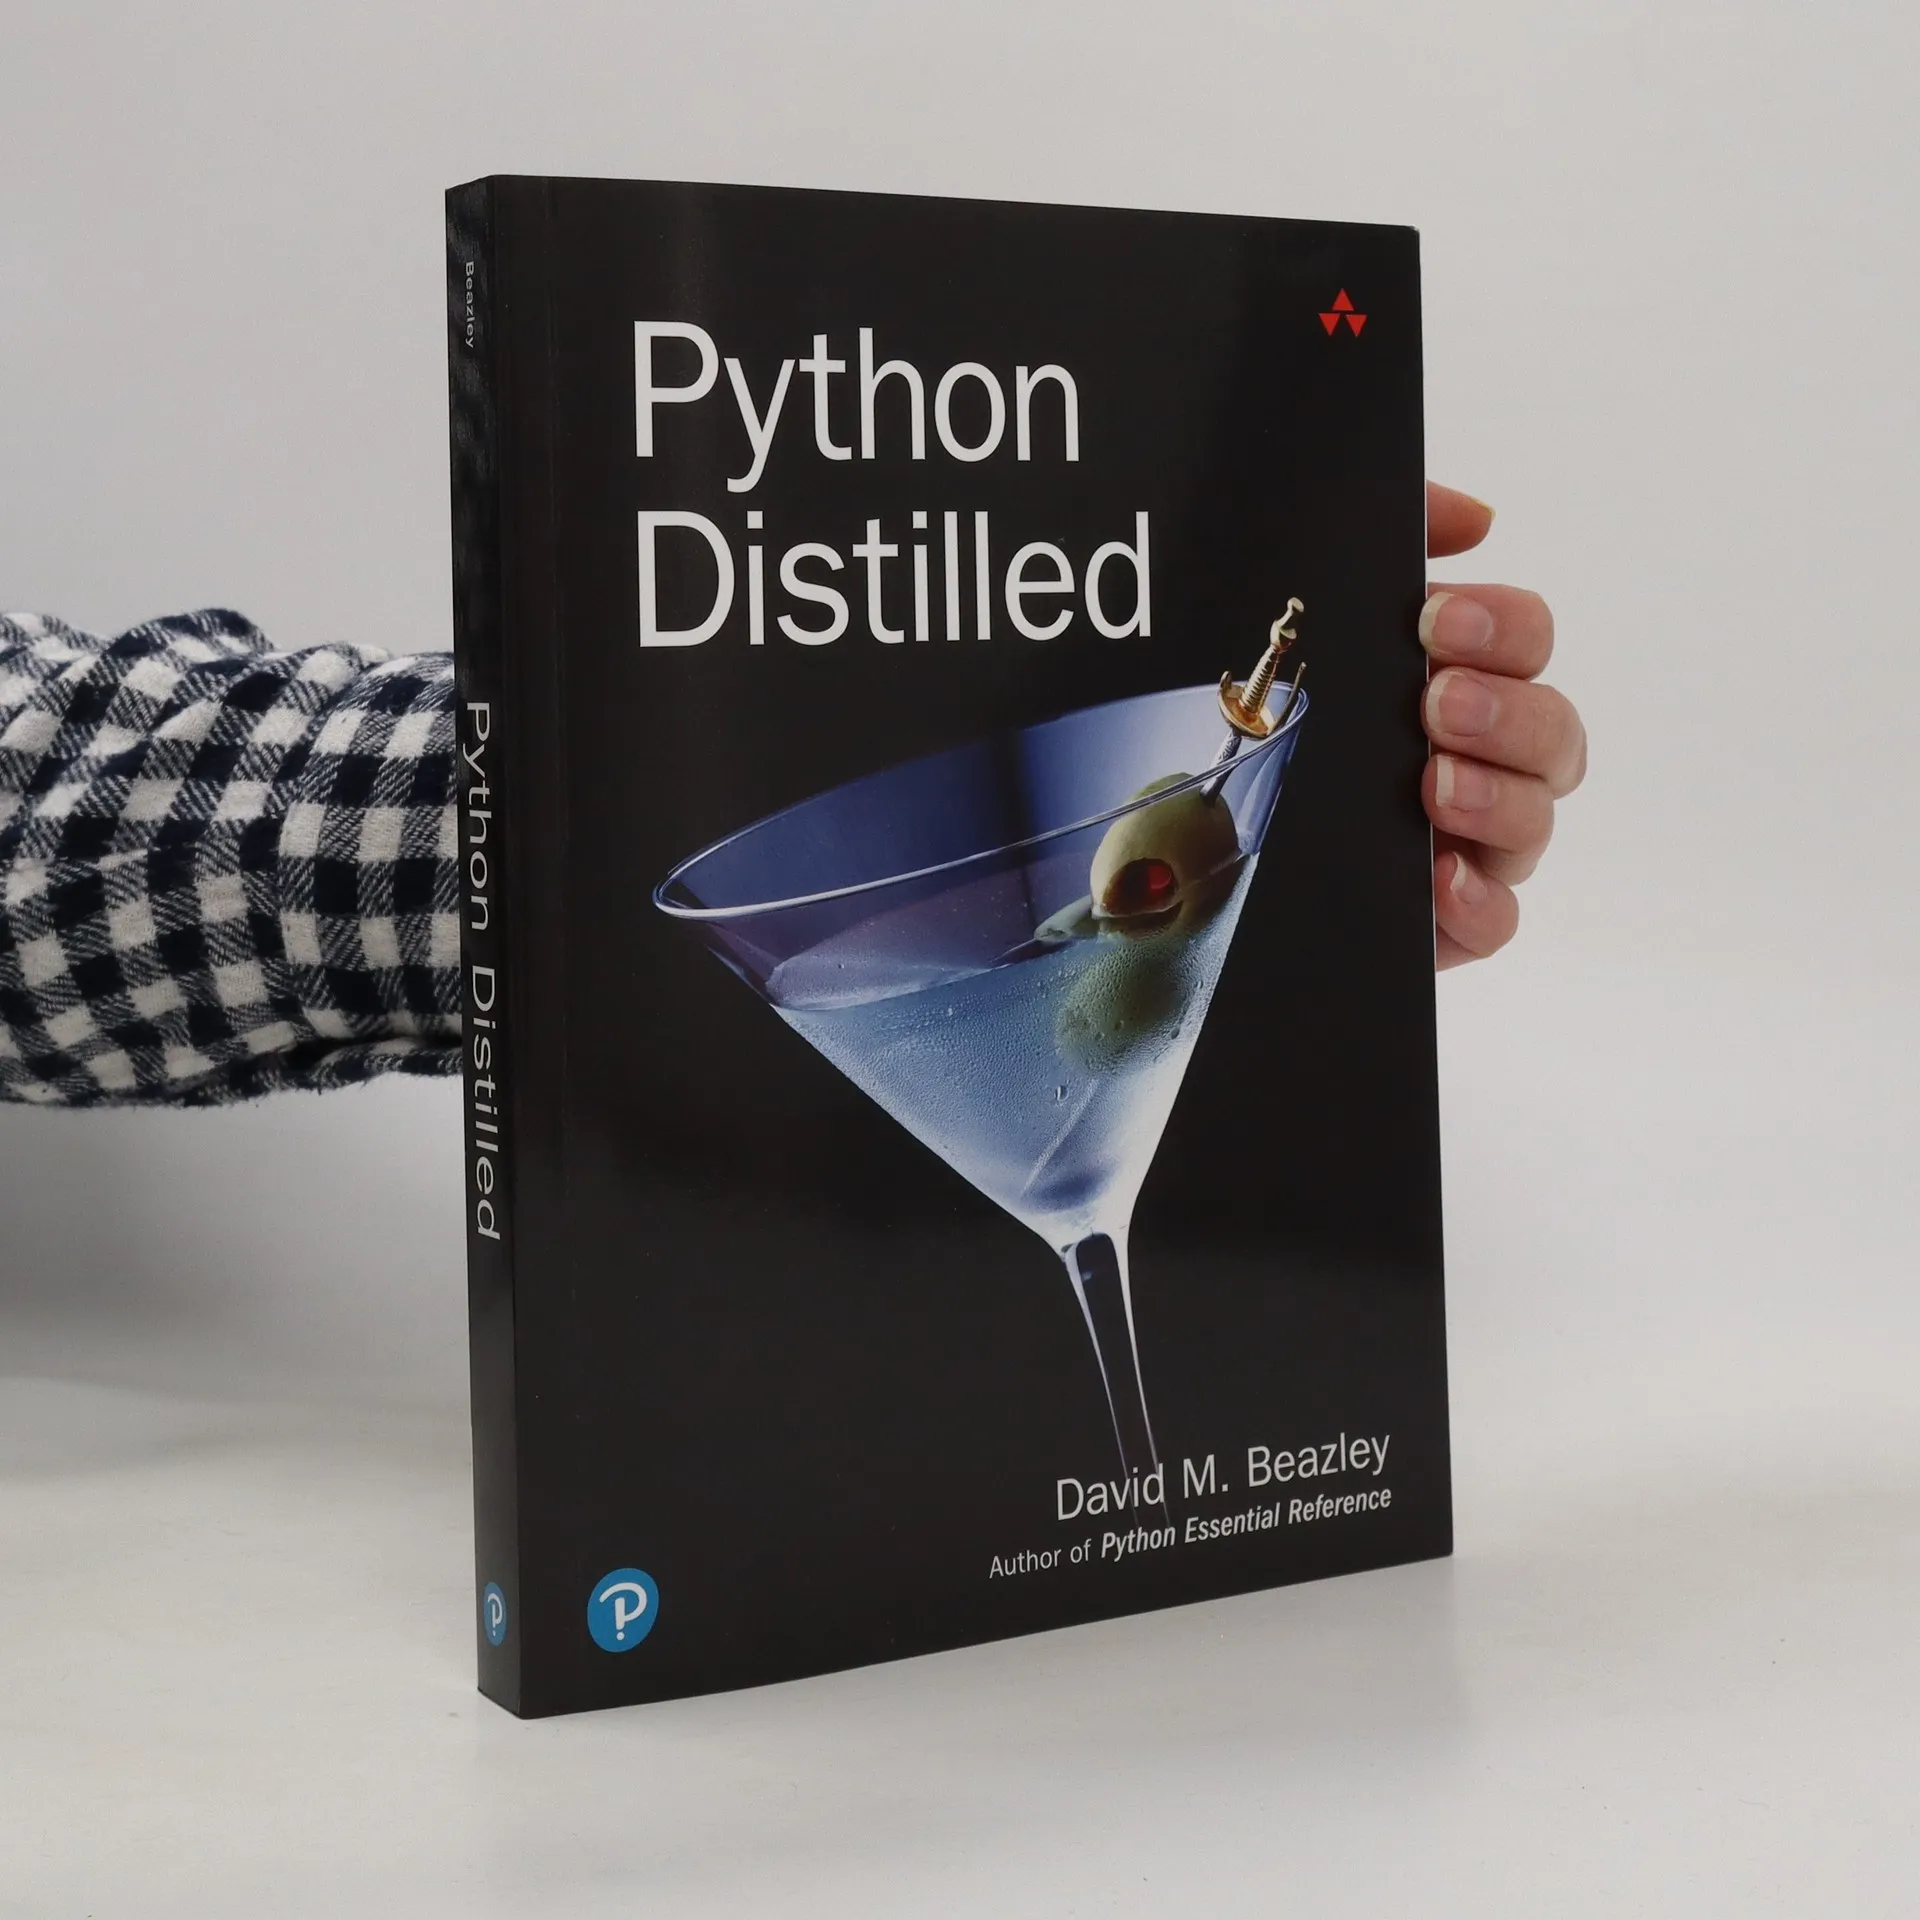 Beazley
Python Distilled
Python
Distilled
David M. Beazley
Author of Python Essential Reference